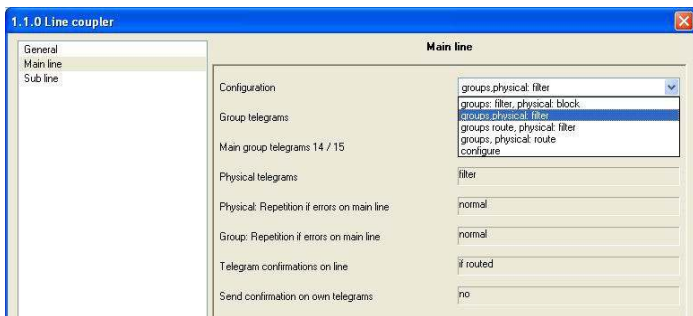 1.1.0 Line coupler
General
Main line
Sub line
Main line
Configuration
groups,physical: filter
groups: filter, physical: block
groups,physical: filter
groups route, physical: filter
groups, physical: route
configure
Group telegrams
Main group telegrams 14 / 15
Physical telegrams
filter
Physical: Repetition if errors on main line
normal
Group: Repetition if errors on main line
normal
Telegram confirmations on line
if routed
Send confirmation on own telegrams
no